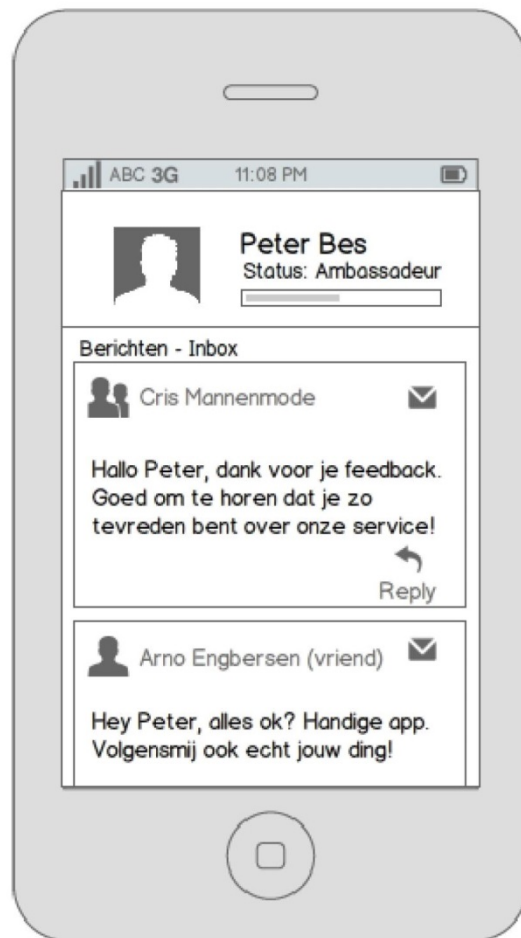 ABC 3G 11:08 PM
Peter Bes
Status: Ambassadeur
Berichten - Inbox
Cris Mannenmode
Hallo Peter, dank voor je feedback.
Goed om te horen dat je zo
tevreden bent over onze service!
Reply
Arno Engbersen (vriend)
Hey Peter, alles ok? Handige app.
Volgensmij ook echt jouw ding!